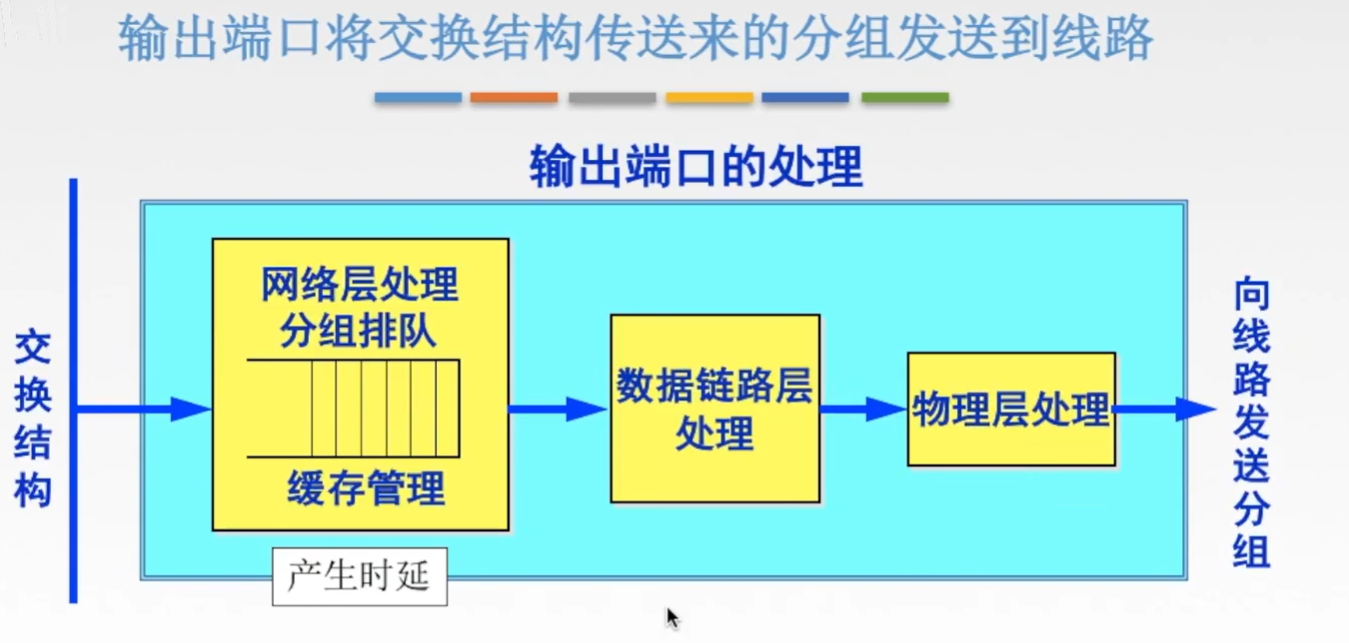 输出端口将交换结构传送来的分组发送到线路
输出端口的处理
交换结构
网络层处理
分组排队
缓存管理
产生时延
数据链路层
处理
物理层处理
向线路发送分组